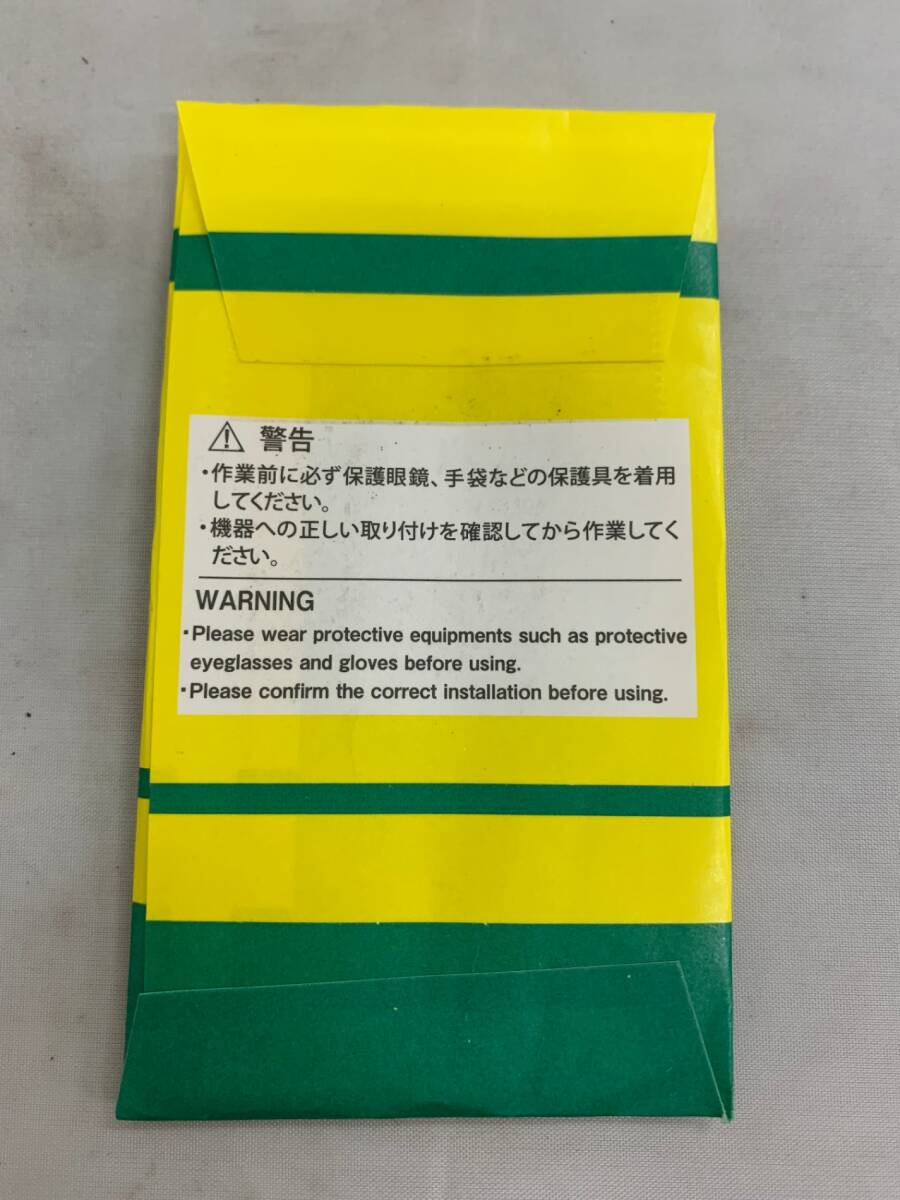 警告
・作業前に必ず保護眼鏡、手袋などの保護具を着用
してください。
・機器への正しい取り付けを確認してから作業してく
ださい。
WARNING
・Please wear protective equipments such as protective
eyeglasses and gloves before using.
・Please confirm the correct installation before using.